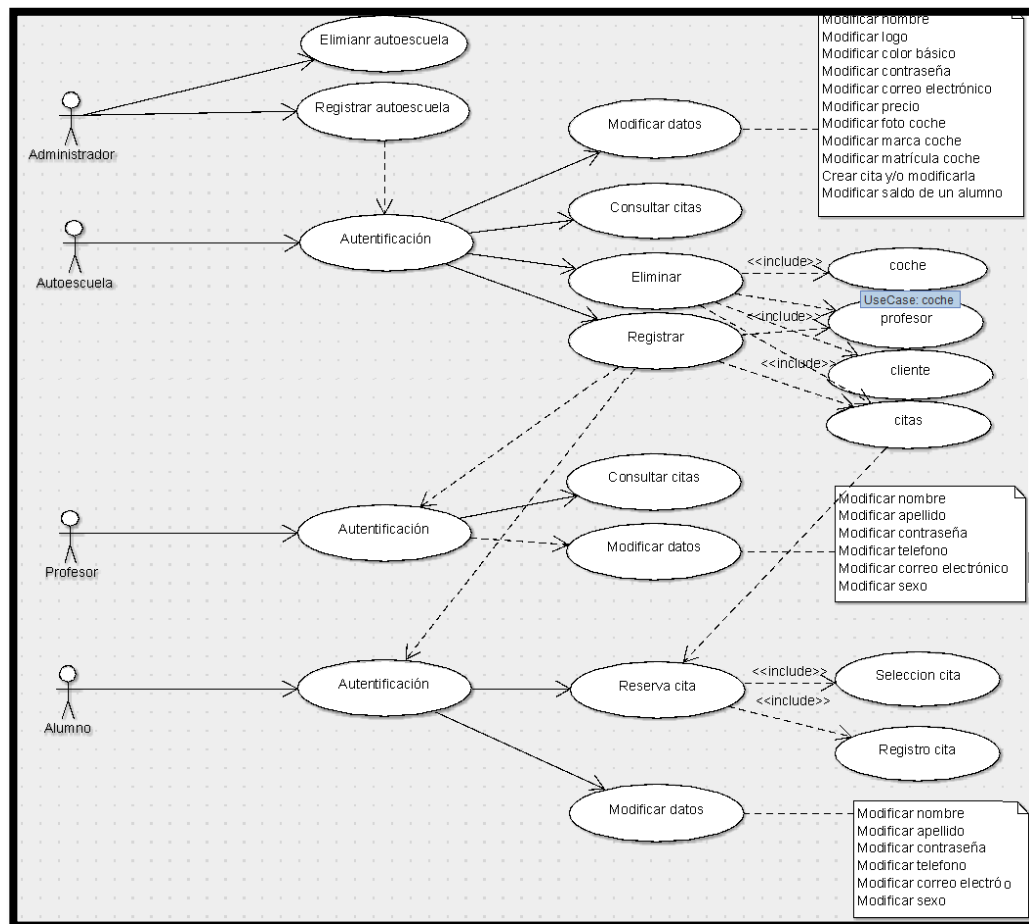 Elimianr autoescuela
Registrar autoescuela
Administrador
Modificar datos
Modificar nombre
Modificar logo
Modificar color básico
Modificar contraseña
Modificar correo electrónico
Modificar precio
Modificar foto coche
Modificar marca coche
Modificar matrícula coche
Crear cita y/o modificarla
Modificar saldo de un alumno
Autoescuela
Autentificación
Consultar citas
Eliminar
<<include>>
coche
UseCase: coche
Registrar
<<include>>
profesor
<<include>>
cliente
citas
Profesor
Autentificación
Consultar citas
Modificar datos
Modificar nombre
Modificar apellido
Modificar contraseña
Modificar telefono
Modificar correo electrónico
Modificar sexo
Alumno
Autentificación
Reserva cita
<<include>>
Seleccion cita
<<include>>
Registro cita
Modificar datos
Modificar nombre
Modificar apellido
Modificar contraseña
Modificar telefono
Modificar correo electróo
Modificar sexo